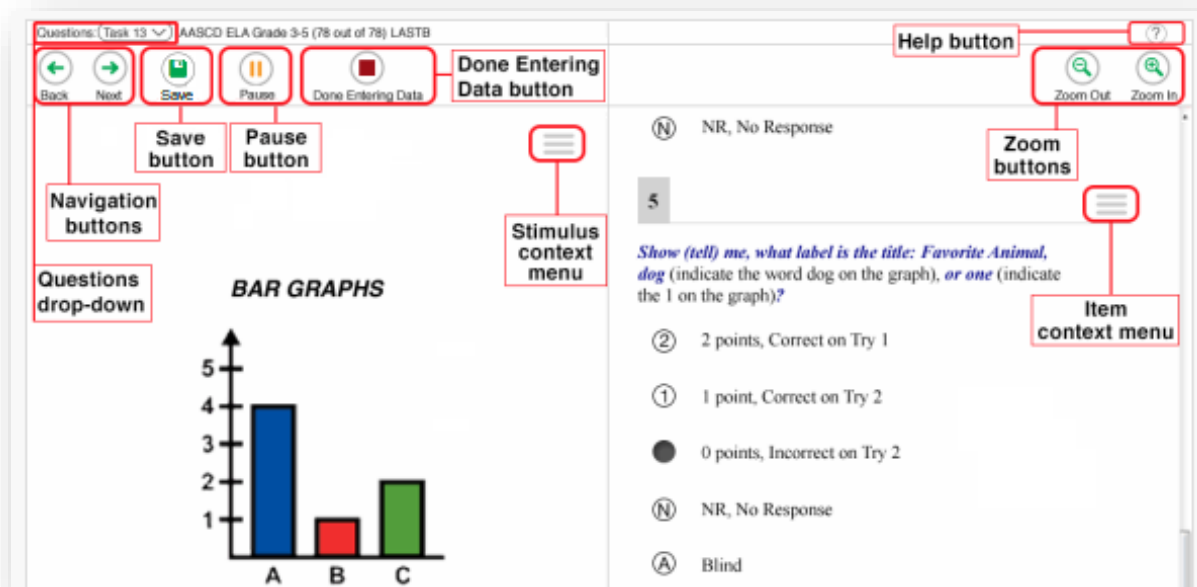 Questions: Task 13 AASCD ELA Grade 3-5 (78 out of 78) LASTB
?
Help button
Back
Next
Save
Pause
Done Entering Data
Done Entering
Data button
Zoom Out
Zoom In
Save
button
Pause
button
Navigation
buttons
Stimulus
context
menu
Questions
drop-down
BAR GRAPHS
5
4
3
2
1
A
B
C
N NR, No Response
Zoom
buttons
5
Show (tell) me, what label is the title: Favorite Animal,
dog (indicate the word dog on the graph), or one (indicate
the 1 on the graph)?
Item
context menu
2 2 points, Correct on Try 1
1 1 point, Correct on Try 2
0 points, Incorrect on Try 2
N NR, No Response
A Blind